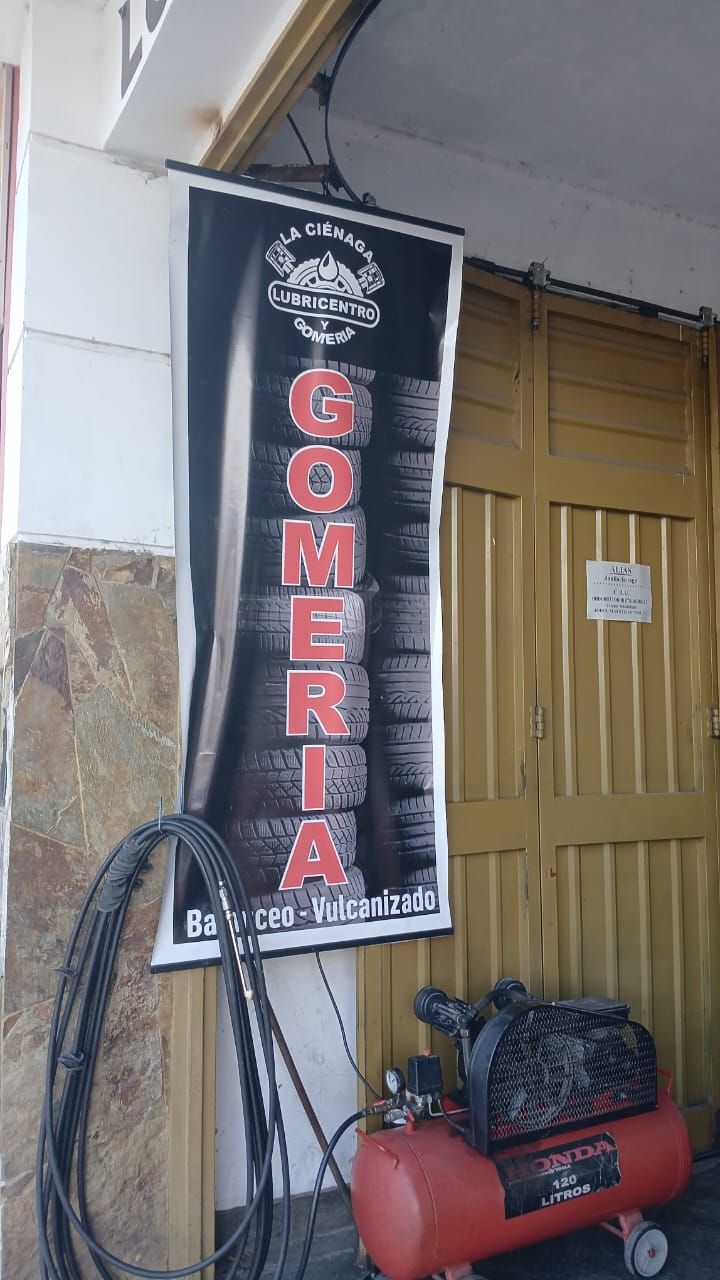 LA CIÉNAGA
LUBRICENTRO
Y
GOMERIA
GOMERIA
Balanceo - Vulcanizado
ALIAS
C.B.U.
HONDA
120
LITROS